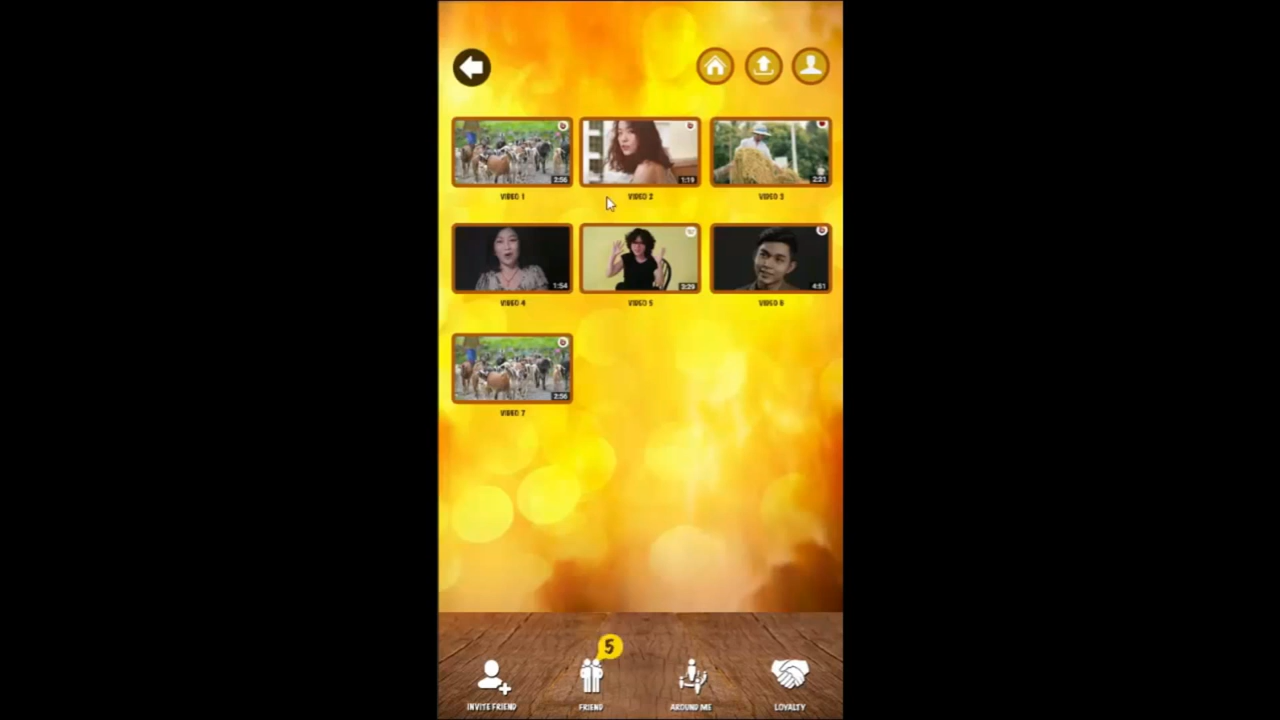 2:56
1:19
2:21
VIDEO 1
VIDEO 2
VIDEO 3
1:54
3:29
4:51
VIDEO 4
VIDEO 5
VIDEO 6
2:56
VIDEO 7
5
INVITE FRIEND
FRIEND
AROUND ME
LOYALTY